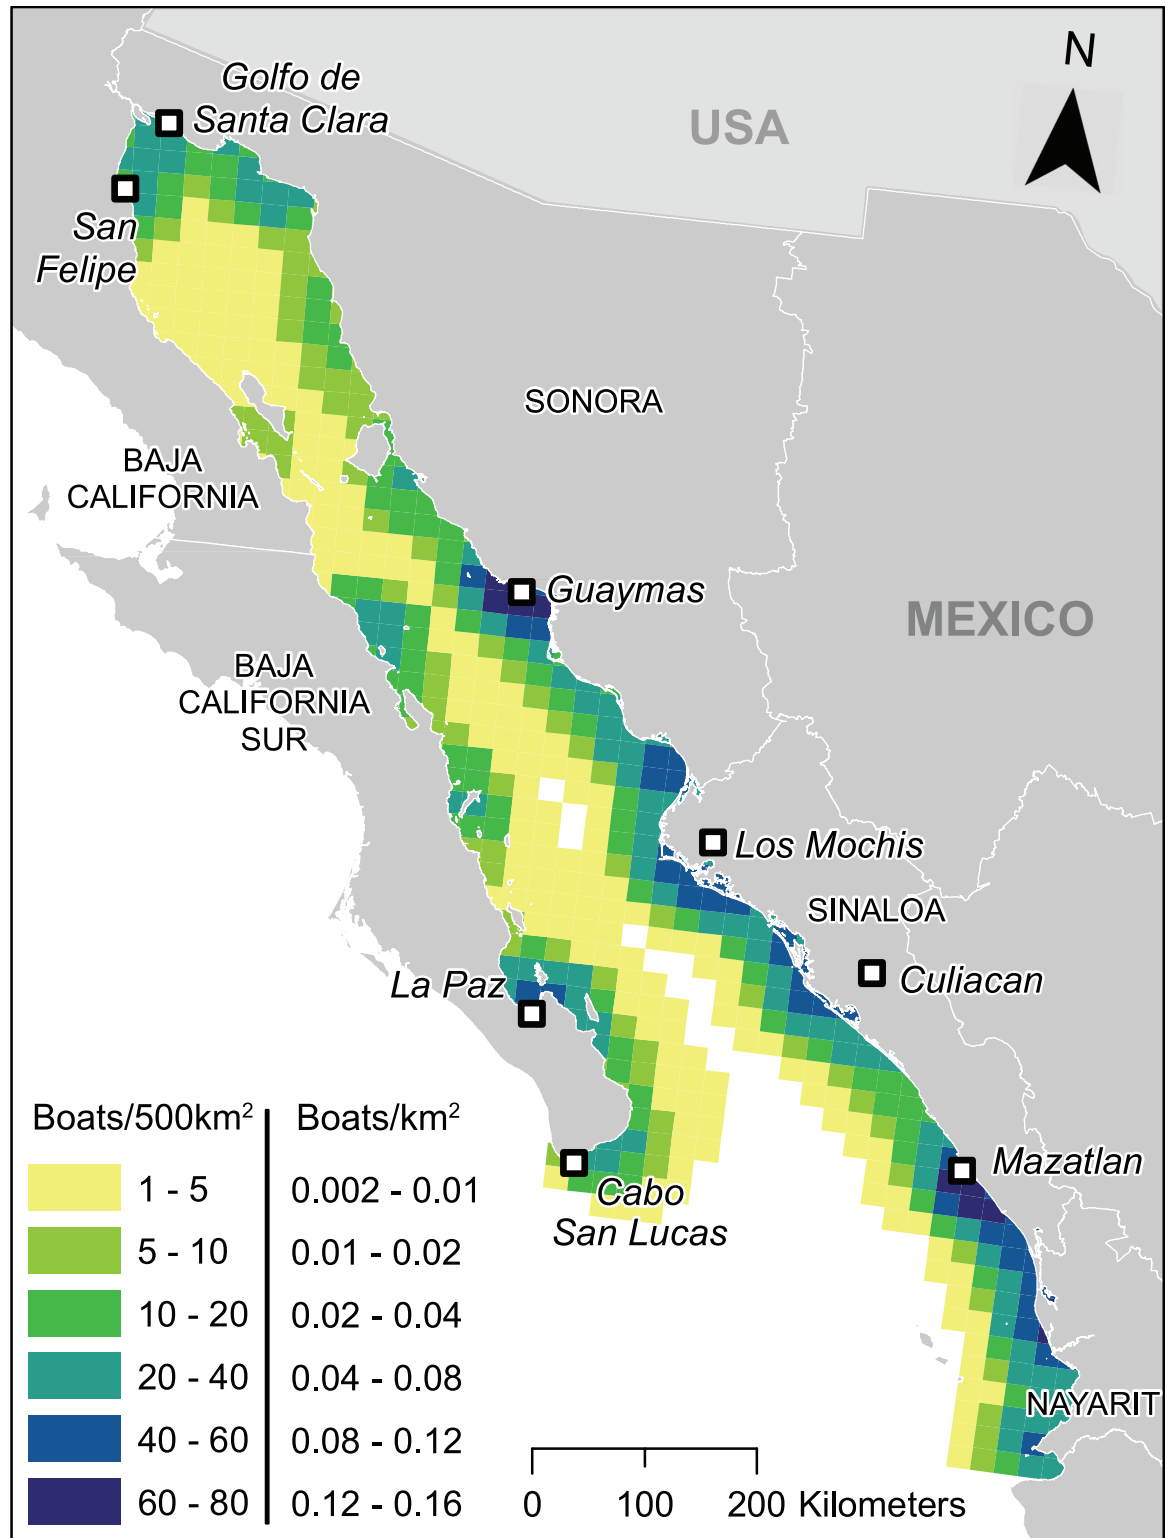 N
Golfo de
Santa Clara
USA
San
Felipe
SONORA
BAJA
CALIFORNIA
Guaymas
MEXICO
BAJA
CALIFORNIA
SUR
Los Mochis
SINALOA
La Paz
Culiacan
Mazatlan
Cabo
San Lucas
NAYARIT
Boats/500km² Boats/km²
1 - 5 0.002 - 0.01
5 - 10 0.01 - 0.02
10 - 20 0.02 - 0.04
20 - 40 0.04 - 0.08
40 - 60 0.08 - 0.12
60 - 80 0.12 - 0.16
0 100 200 Kilometers